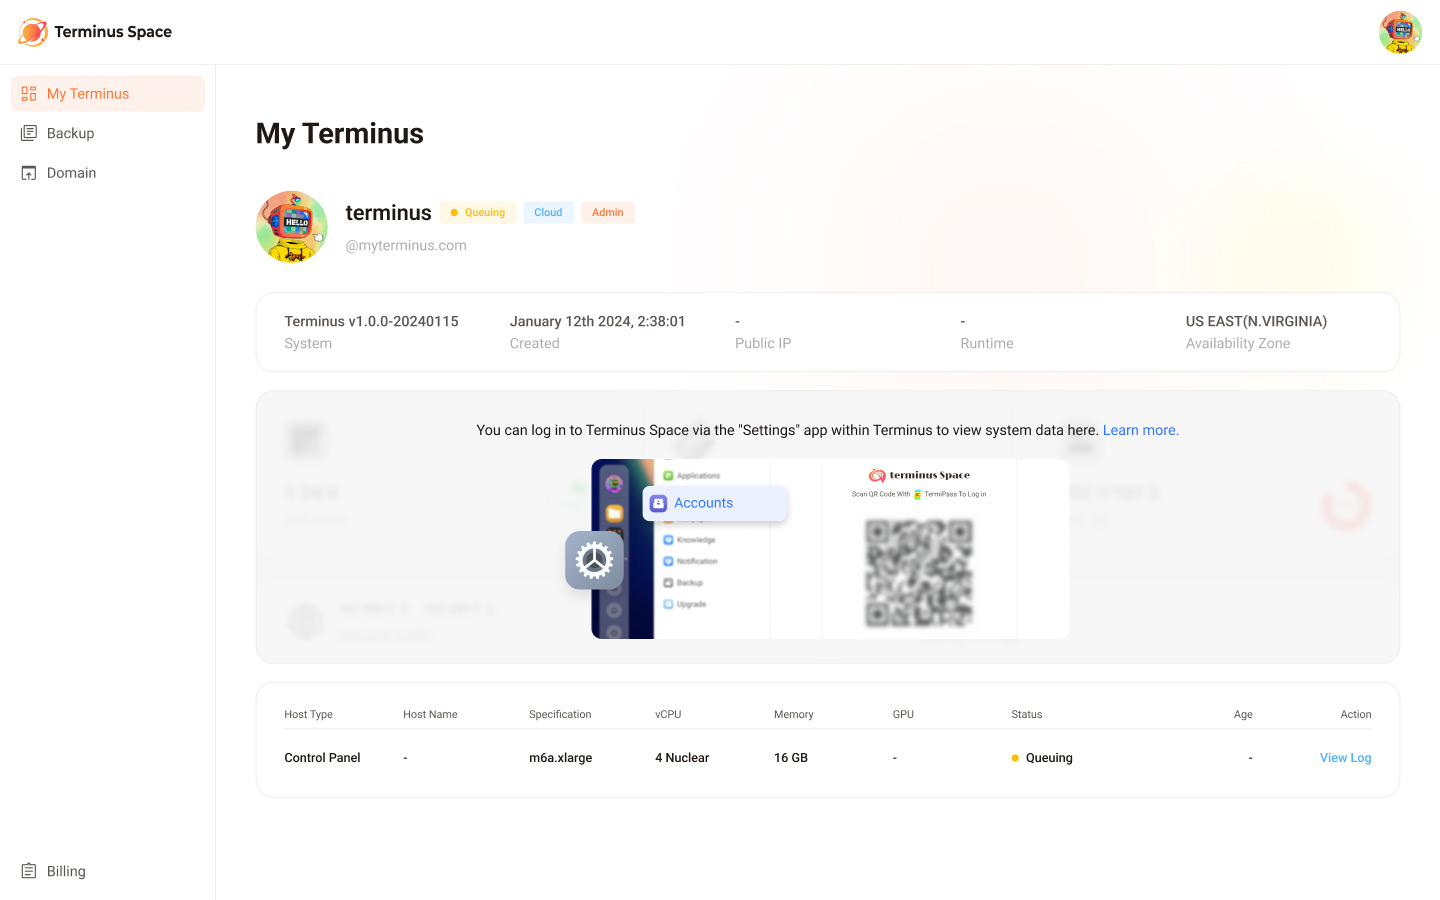 Terminus Space
My Terminus
Backup
Domain
Billing
My Terminus
HELLO
terminus
Queuing
Cloud
Admin
@myterminus.com
Terminus v1.0.0-20240115
System
January 12th 2024, 2:38:01
Created
-
Public IP
-
Runtime
US EAST(N.VIRGINIA)
Availability Zone
You can log in to Terminus Space via the "Settings" app within Terminus to view system data here. Learn more.
Applications
Accounts
Knowledge
Notification
Backup
Upgrade
terminus Space
Scan QR Code With TermiPass To Log in
Host Type Host Name Specification vCPU Memory GPU Status Age Action
Control Panel - m6a.xlarge 4 Nuclear 16 GB - Queuing - View Log